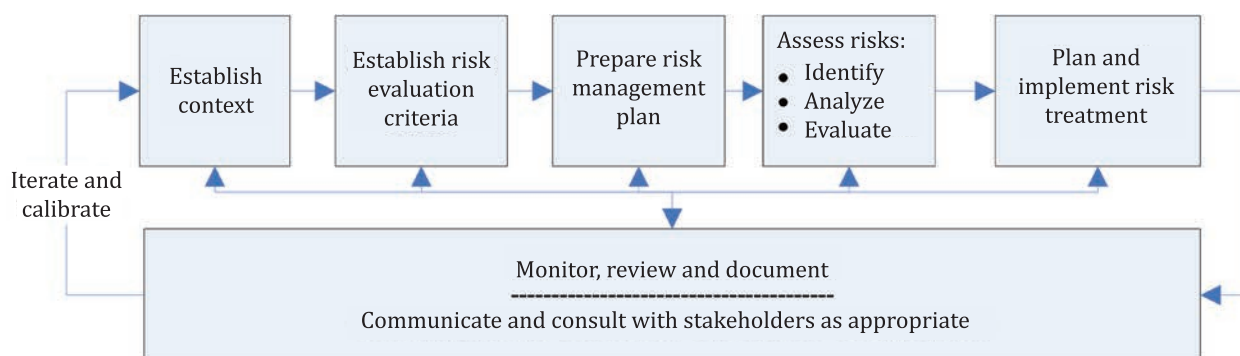 Establish
context
Establish risk
evaluation
criteria
Prepare risk
management
plan
Assess risks:
• Identify
• Analyze
• Evaluate
Plan and
implement risk
treatment
Iterate and
calibrate
Monitor, review and document
Communicate and consult with stakeholders as appropriate